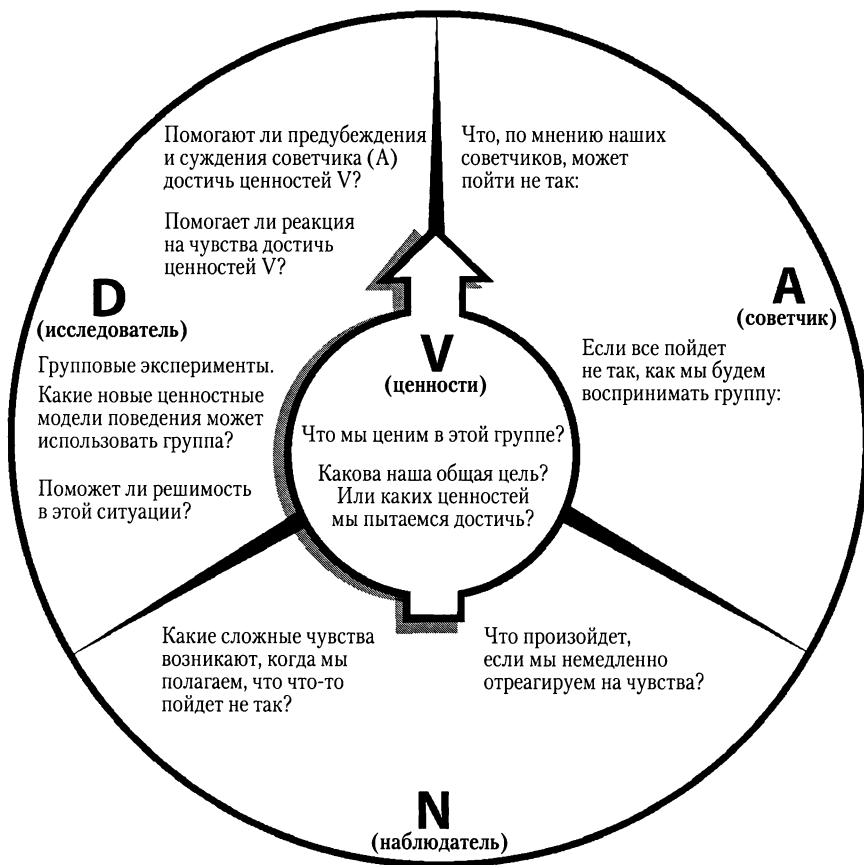 Помогают ли предубеждения
и суждения советчика (А)
достичь ценностей V?
Помогает ли реакция
на чувства достичь
ценностей V?
D
(исследователь)
Групповые эксперименты.
Какие новые ценностные
модели поведения может
использовать группа?
Поможет ли решимость
в этой ситуации?
Что, по мнению наших
советчиков, может
пойти не так:
A
(советчик)
Если все пойдет
не так, как мы будем
воспринимать группу:
V
(ценности)
Что мы ценим в этой группе?
Какова наша общая цель?
Или каких ценностей
мы пытаемся достичь?
Какие сложные чувства
возникают, когда мы
полагаем, что что-то
пойдет не так?
Что произойдет,
если мы немедленно
отреагируем на чувства?
N
(наблюдатель)